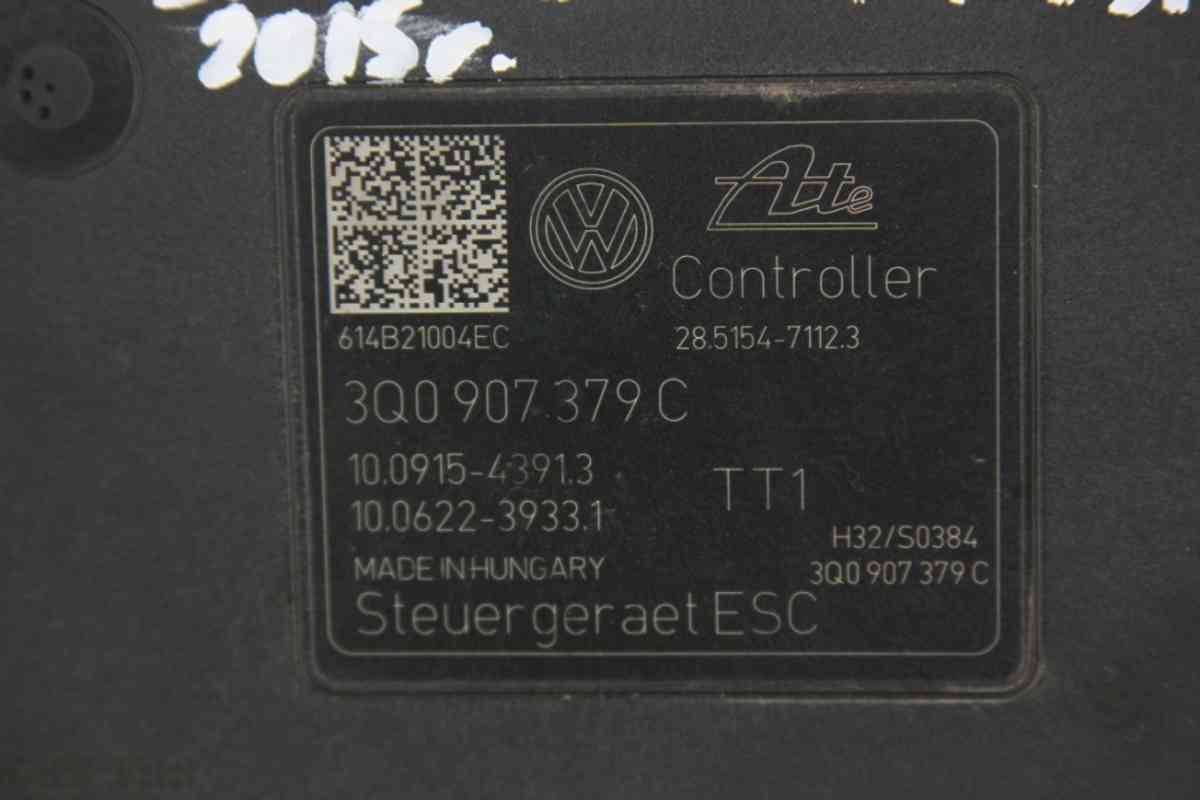 2015г.
Ate
Controller
614B21004EC
28.5154-7112.3
3Q0 907 379 C
10.0915-4391.3
10.0622-3933.1
TT1
H32/S0384
MADE IN HUNGARY
3Q0 907 379 C
Steuergeraet ESC